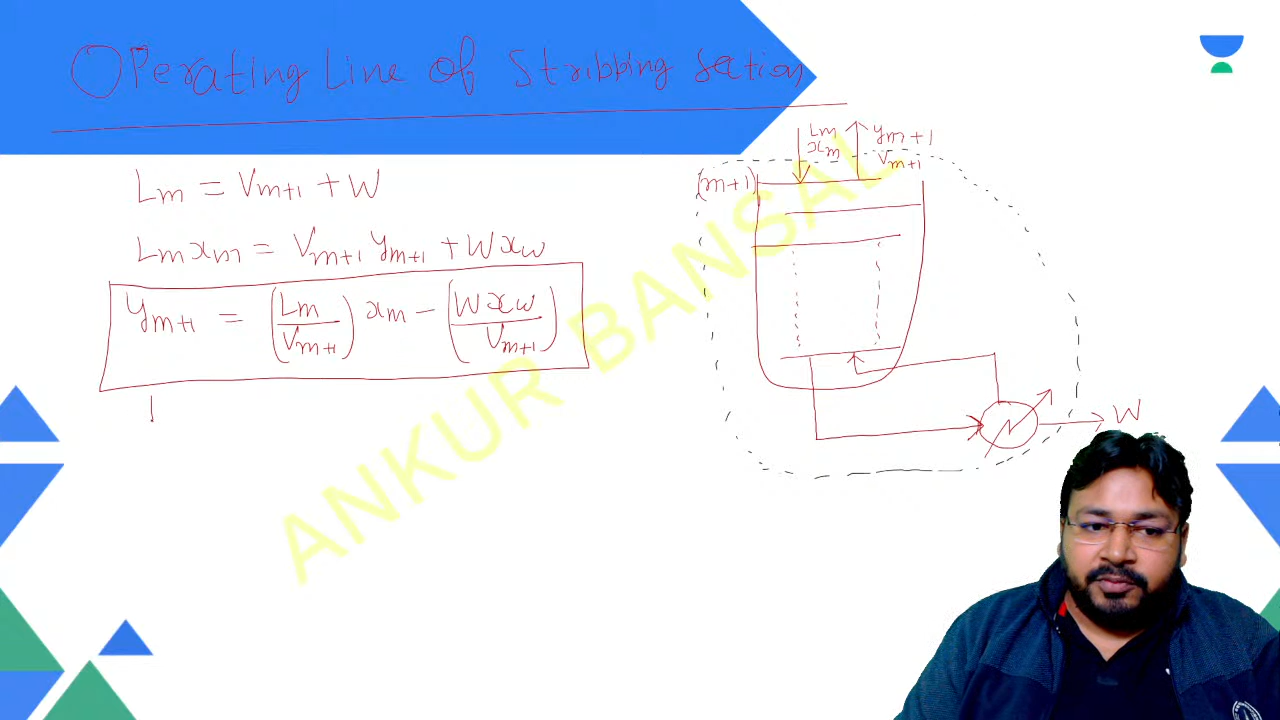 Operating Line of Stribbing section
Lm = Vm+1 + W
Lm xm = Vm+1 ym+1 + W xw
ym+1 = (Lm/Vm+1) xm - (W xw/Vm+1)
Lm
xm
ym+1
Vm+1
(m+1)
W
ANKUR BANSAL